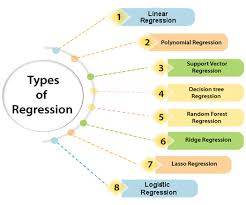 Types
of
Regression
1
Linear
Regression
2
Polynomial Regression
3
Support Vector
Regression
4
Decision tree
Regression
5
Random Forest
Regression
6
Ridge Regression
7
Lasso Regression
8
Logistic
Regression